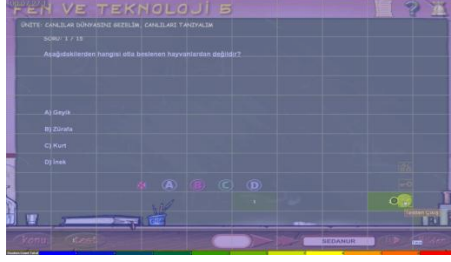 FEN VE TEKNOLOJİ 5
ÜNİTE: CANLILAR DÜNYASINI GEZELİM, CANLILARI TANIYALIM
SORU: 1 / 15
Aşağıdakilerden hangisi otla beslenen hayvanlardan değildir?
A) Geyik
B) Zürafa
C) Kurt
D) İnek
A B C D
SEDANUR